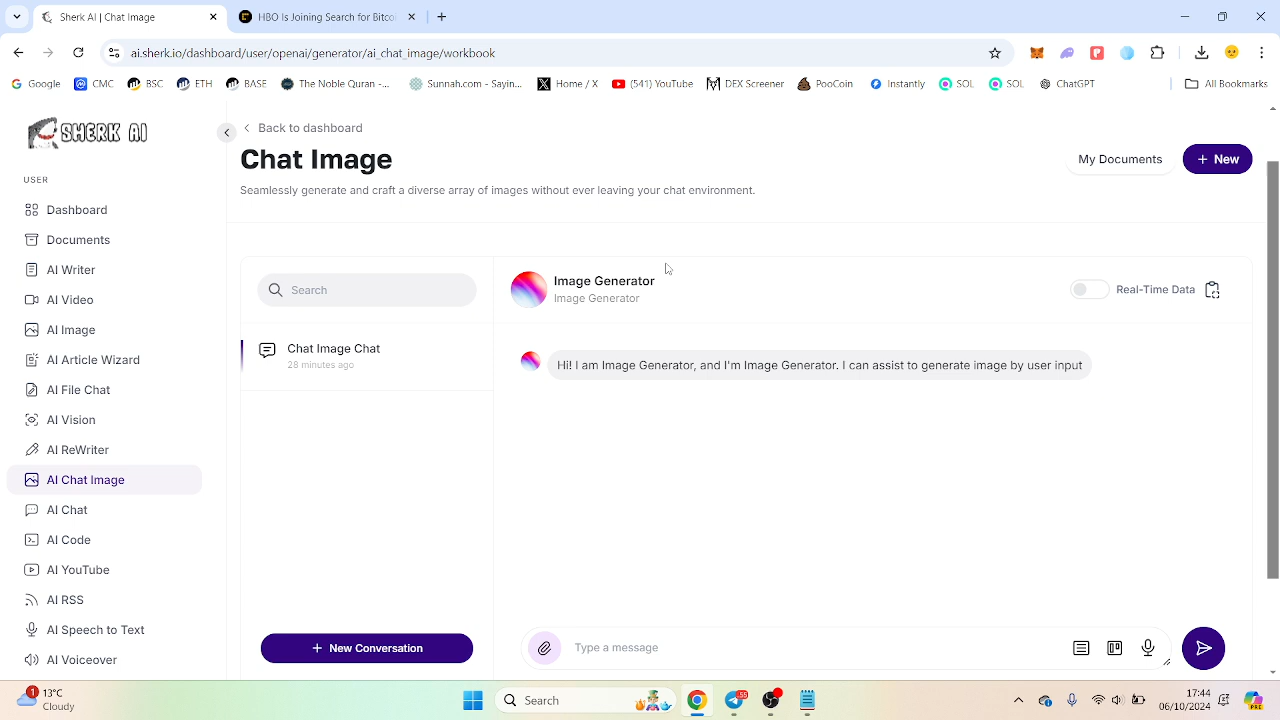 Sherk AI | Chat Image
HBO Is Joining Search for Bitco
ai.sherk.io/dashboard/user/openai/generator/ai_chat_image/workbook
Google
CMC
BSC
ETH
BASE
The Noble Quran - ...
Sunnah.com - Sayin...
Home / X
(541) YouTube
DEX Screener
PooCoin
Instantly
SOL
SOL
ChatGPT
All Bookmarks
SHERK AI
USER
Dashboard
Documents
AI Writer
AI Video
AI Image
AI Article Wizard
AI File Chat
AI Vision
AI ReWriter
AI Chat Image
AI Chat
AI Code
AI YouTube
AI RSS
AI Speech to Text
AI Voiceover
Back to dashboard
Chat Image
Seamlessly generate and craft a diverse array of images without ever leaving your chat environment.
My Documents
+ New
Search
Chat Image Chat
28 minutes ago
+ New Conversation
Image Generator
Image Generator
Real-Time Data
Hi! I am Image Generator, and I'm Image Generator. I can assist to generate image by user input
Type a message
1
13°C
Cloudy
Search
55
17:44
06/10/2024